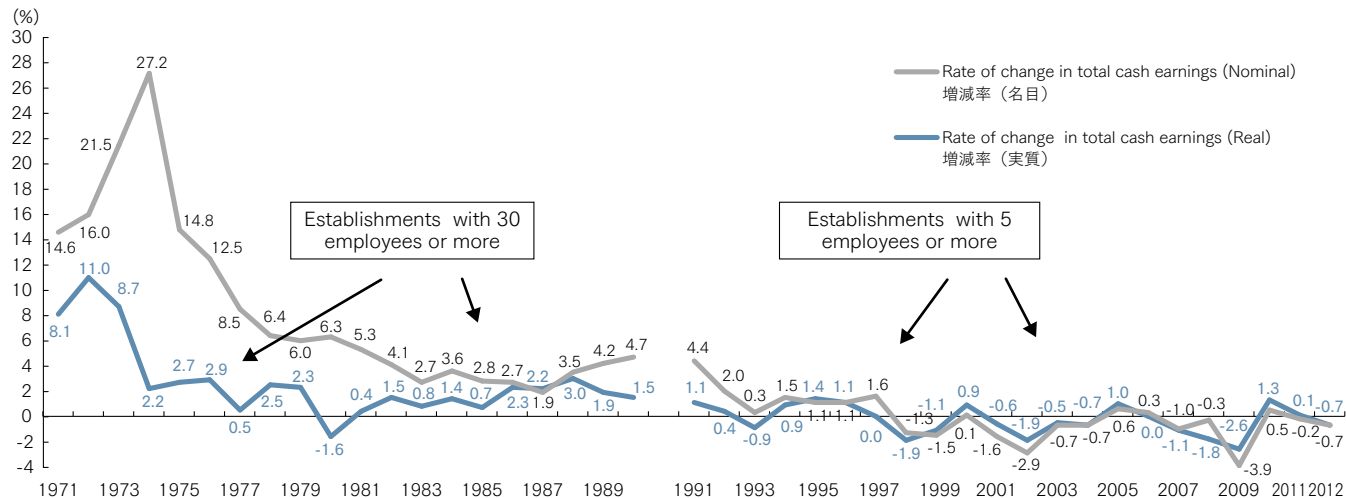 (%)
30
28
26
24
22
20
18
16
14
12
10
8
6
4
2
0
-2
-4
Rate of change in total cash earnings (Nominal)
増減率（名目）
Rate of change in total cash earnings (Real)
増減率（実質）
Establishments with 30
employees or more
Establishments with 5
employees or more
14.6 16.0 21.5 27.2 14.8 12.5 8.5 6.4 6.0 6.3 5.3 4.1 2.7 3.6 2.8 2.7 1.9 3.5 4.2 4.7
8.1 11.0 8.7 2.2 2.7 2.9 0.5 2.5 2.3 -1.6 0.4 1.5 0.8 1.4 0.7 2.3 2.2 3.0 1.9 1.5
4.4 2.0 0.3 1.5 1.1 1.1 1.6 -1.3 -1.5 0.1 -1.6 -2.9 -0.7 -0.7 0.6 0.3 -1.0 -0.3 -3.9 0.5 -0.2 -0.7
1.1 0.4 -0.9 0.9 1.4 1.1 0.0 -1.9 -1.1 0.9 -0.6 -1.9 -0.5 -0.7 1.0 0.0 -1.1 -1.8 -2.6 1.3 0.1 -0.7
1971 1973 1975 1977 1979 1981 1983 1985 1987 1989 1991 1993 1995 1997 1999 2001 2003 2005 2007 2009 2011 2012